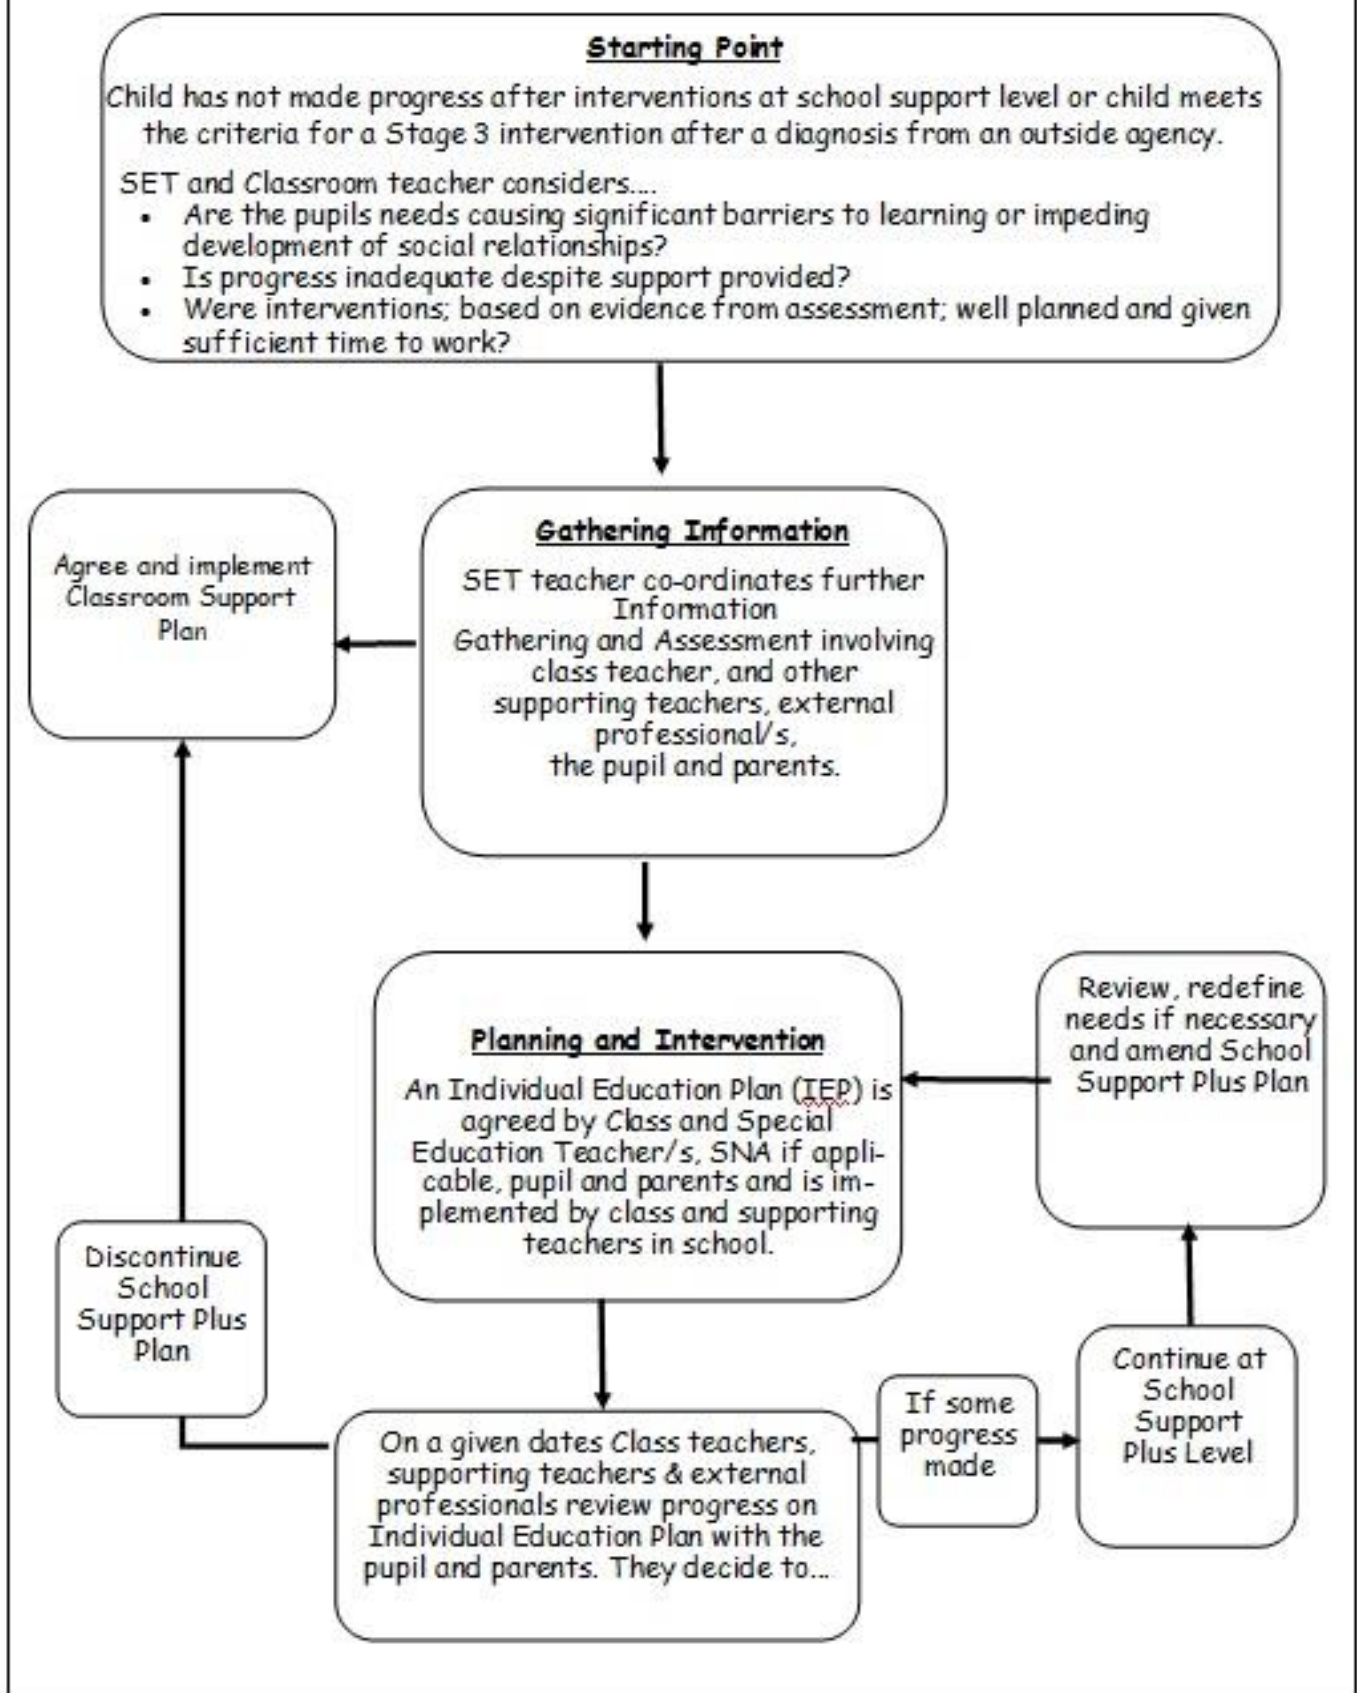 Starting Point
Child has not made progress after interventions at school support level or child meets
the criteria for a Stage 3 intervention after a diagnosis from an outside agency.
SET and Classroom teacher considers....
• Are the pupils needs causing significant barriers to learning or impeding
development of social relationships?
• Is progress inadequate despite support provided?
• Were interventions; based on evidence from assessment; well planned and given
sufficient time to work?
Agree and implement
Classroom Support
Plan
Gathering Information
SET teacher co-ordinates further
Information
Gathering and Assessment involving
class teacher, and other
supporting teachers, external
professional/s,
the pupil and parents.
Planning and Intervention
An Individual Education Plan (IEP) is
agreed by Class and Special
Education Teacher/s, SNA if appli-
cable, pupil and parents and is im-
plemented by class and supporting
teachers in school.
Review, redefine
needs if necessary
and amend School
Support Plus Plan
Discontinue
School
Support Plus
Plan
On a given dates Class teachers,
supporting teachers & external
professionals review progress on
Individual Education Plan with the
pupil and parents. They decide to...
If some
progress
made
Continue at
School
Support
Plus Level